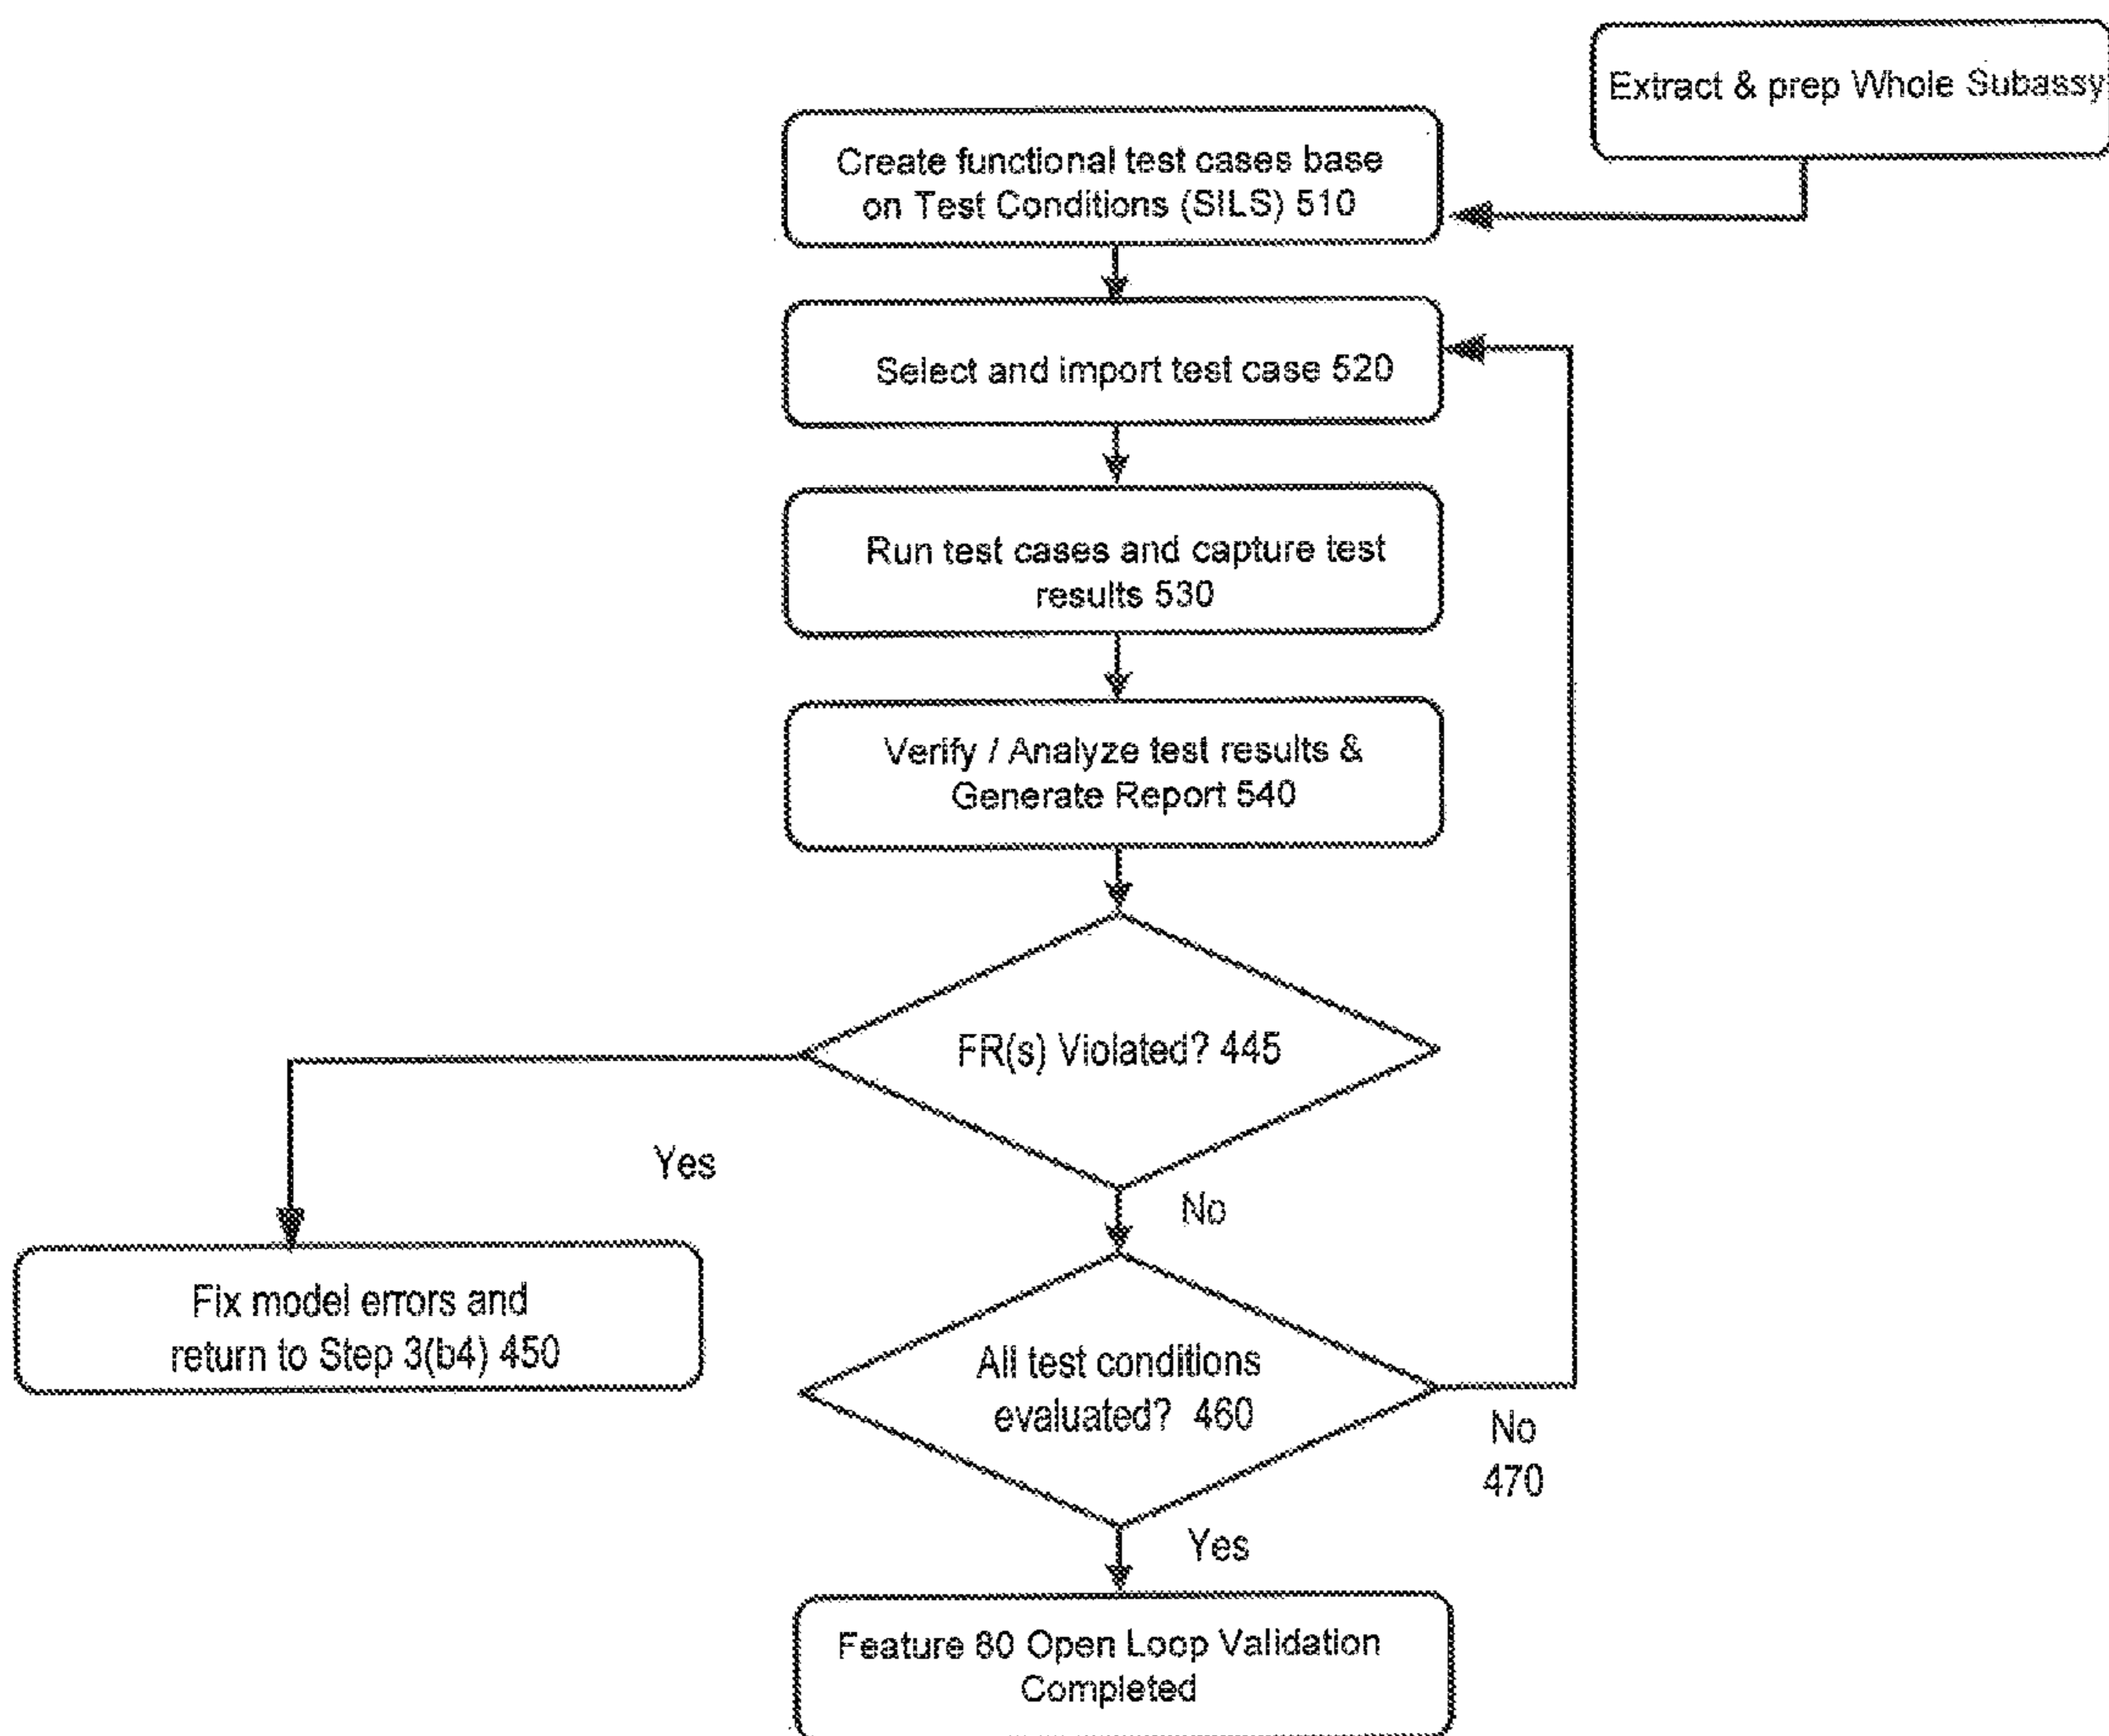 Extract & prep Whole Subassy
Create functional test cases base
on Test Conditions (SILS) 510
Select and import test case 520
Run test cases and capture test
results 530
Verify / Analyze test results &
Generate Report 540
FR(s) Violated? 445
Yes
No
Fix model errors and
return to Step 3(b4) 450
All test conditions
evaluated? 460
No
470
Yes
Feature 80 Open Loop Validation
Completed